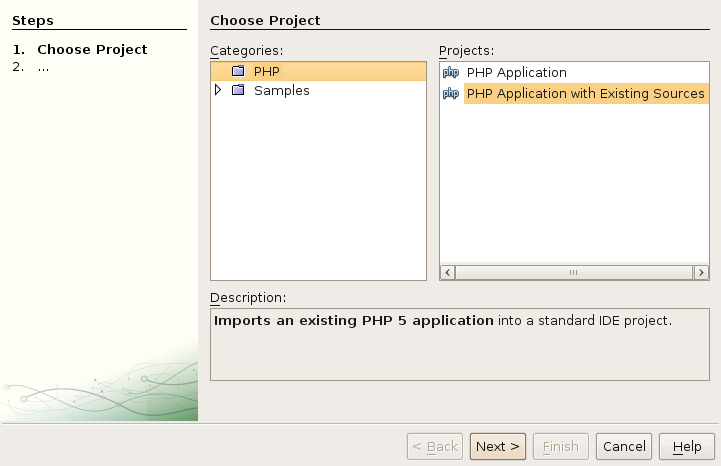 Steps
1. Choose Project
2. ...
Choose Project
Categories:
PHP
Samples
Projects:
php PHP Application
php PHP Application with Existing Sources
Description:
Imports an existing PHP 5 application into a standard IDE project.
< Back Next > Finish Cancel Help